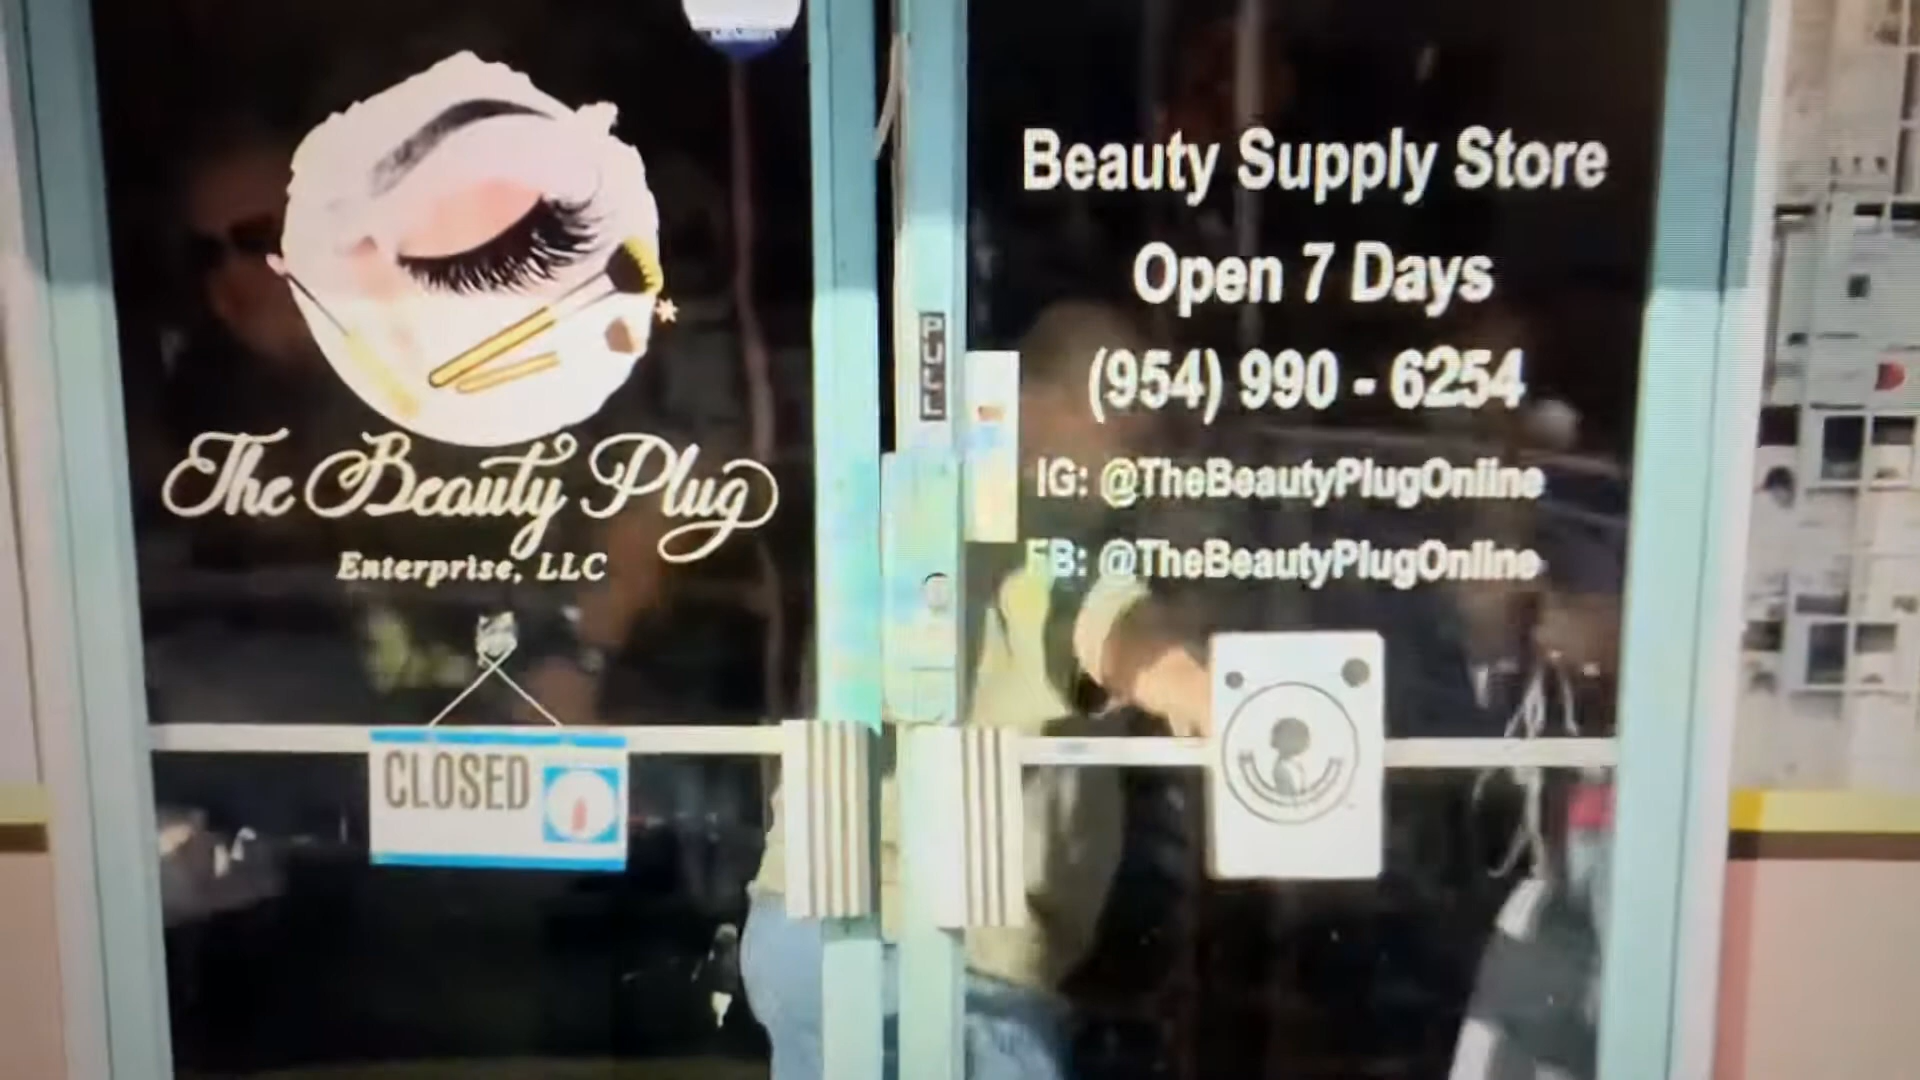 The Beauty Plug
Enterprise, LLC
CLOSED
PULL
Beauty Supply Store
Open 7 Days
(954) 990 - 6254
IG: @TheBeautyPlugOnline
FB: @TheBeautyPlugOnline